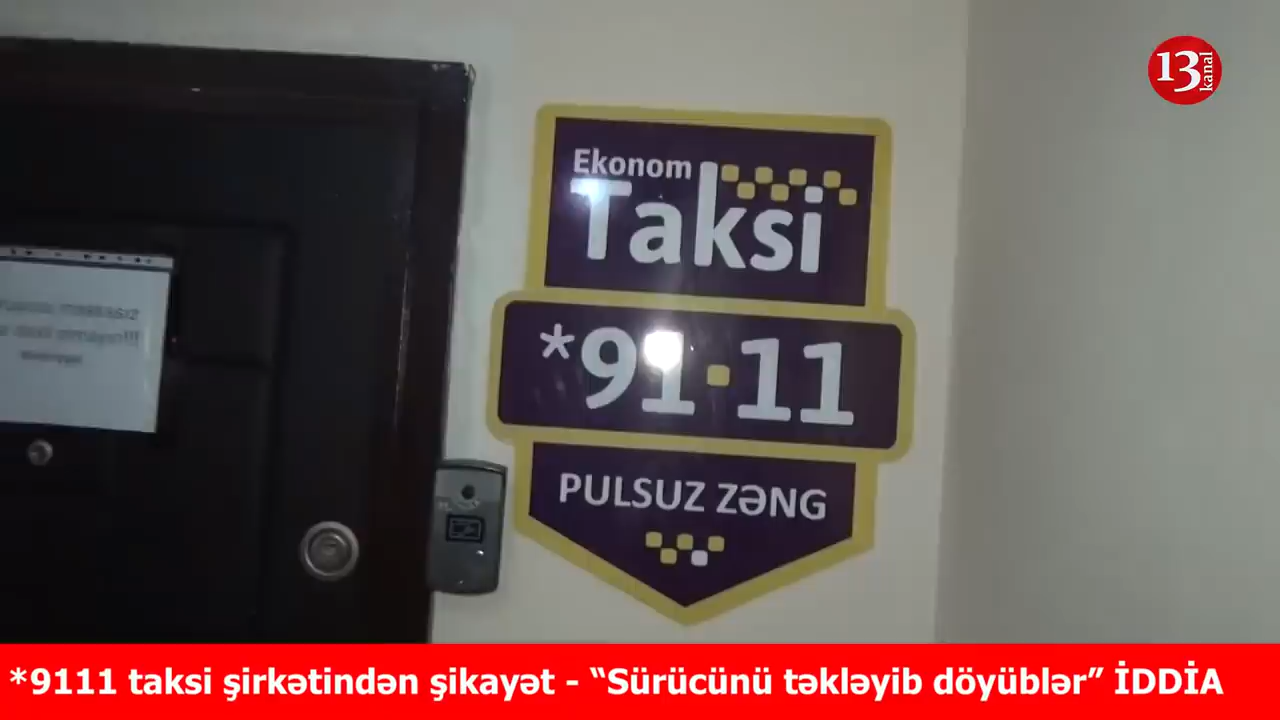 13 kanal
Ekonom
Taksi
*91·11
PULSUZ ZƏNG
*9111 taksi şirkətindən şikayət - “Sürücünü təkləyib döyüblər” İDDİA